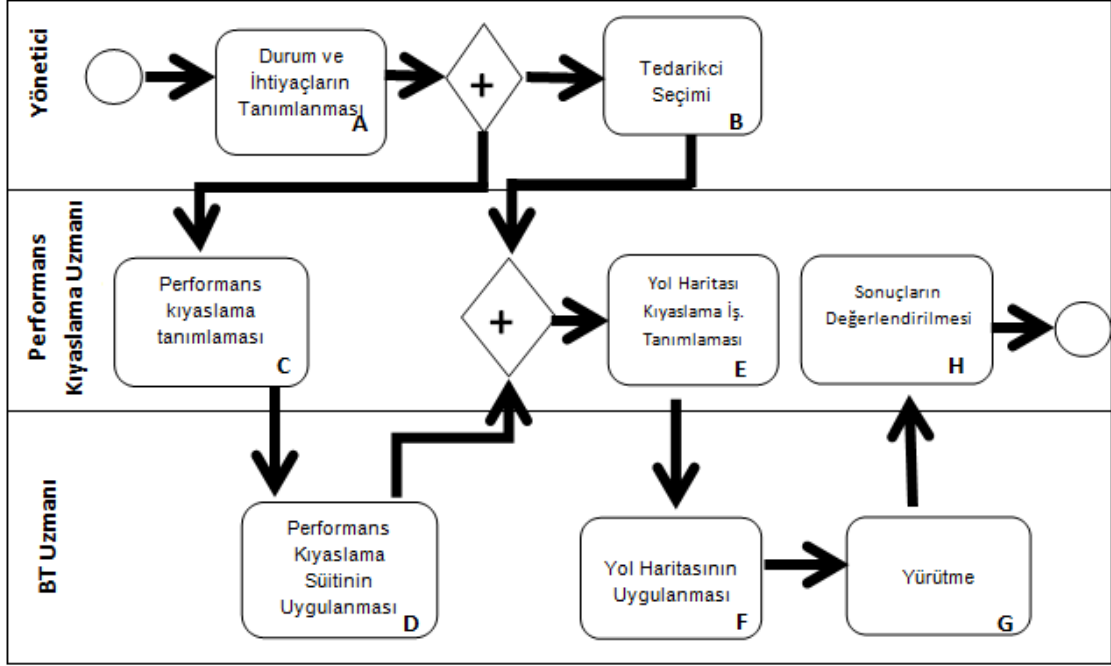 Yönetici
Durum ve
İhtiyaçların
Tanımlanması
A
+
Tedarikci
Seçimi
B
Performans
Kıyaslama Uzmanı
Performans
kıyaslama
tanımlaması
C
+
Yol Haritası
Kıyaslama İş.
Tanımlaması
E
Sonuçların
Değerlendirilmesi
H
BT Uzmanı
Performans
Kıyaslama
Süitinin
Uygulanması
D
Yol Haritasının
Uygulanması
F
Yürütme
G